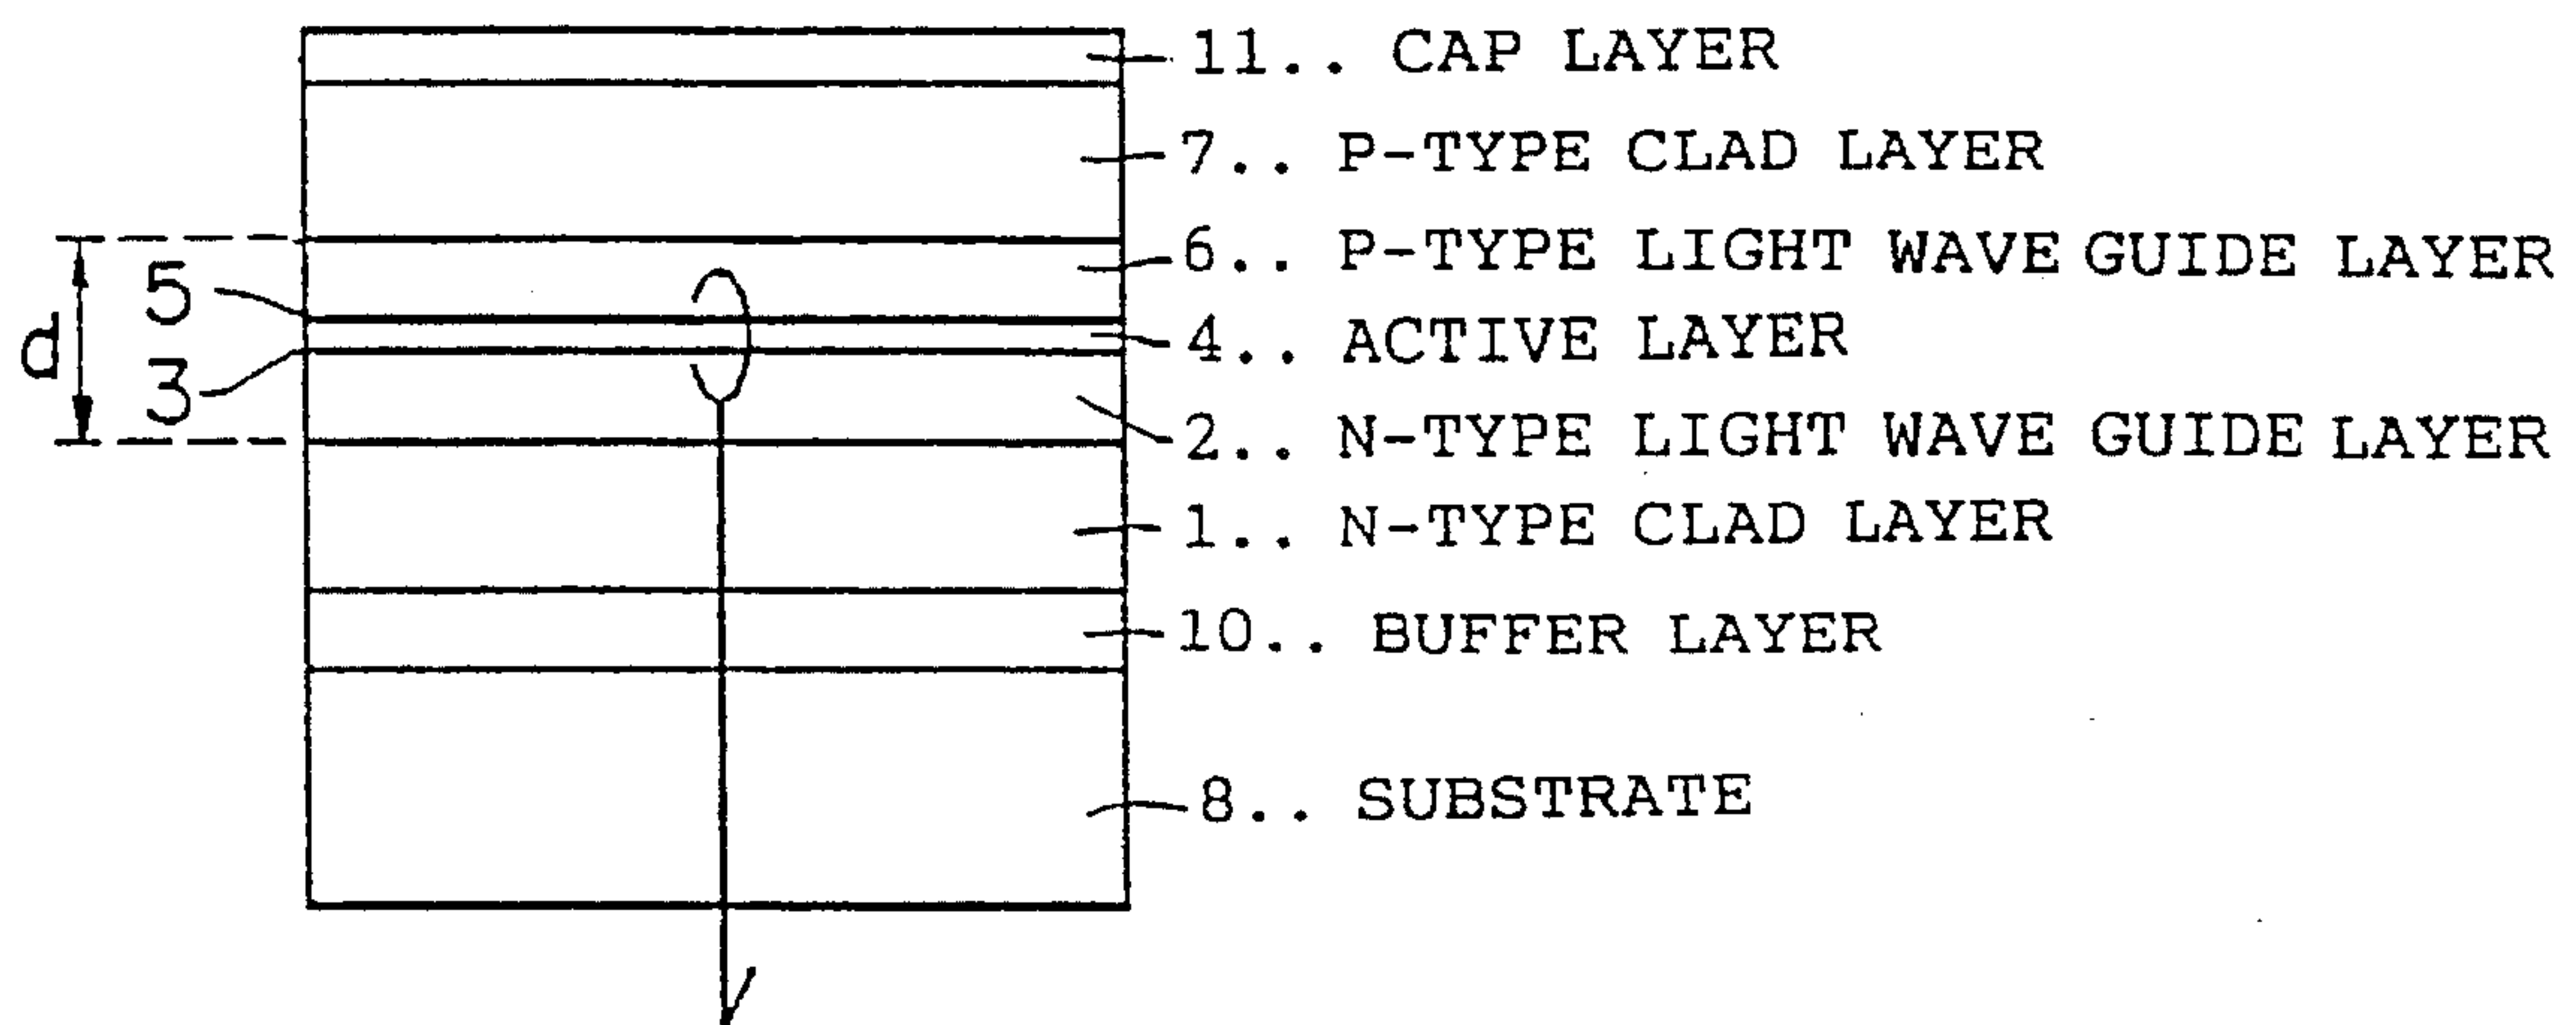 11.. CAP LAYER
7.. P-TYPE CLAD LAYER
6.. P-TYPE LIGHT WAVE GUIDE LAYER
5
4.. ACTIVE LAYER
d
3
2.. N-TYPE LIGHT WAVE GUIDE LAYER
1.. N-TYPE CLAD LAYER
10.. BUFFER LAYER
8.. SUBSTRATE